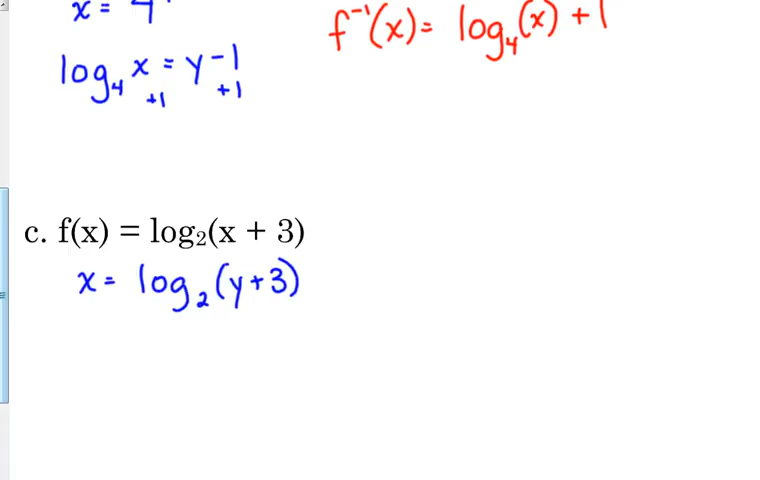 x = 4
f⁻¹(x) = log₄(x) + 1
log₄ x = y - 1
+1 +1
c. f(x) = log₂(x + 3)
x = log₂(y+3)